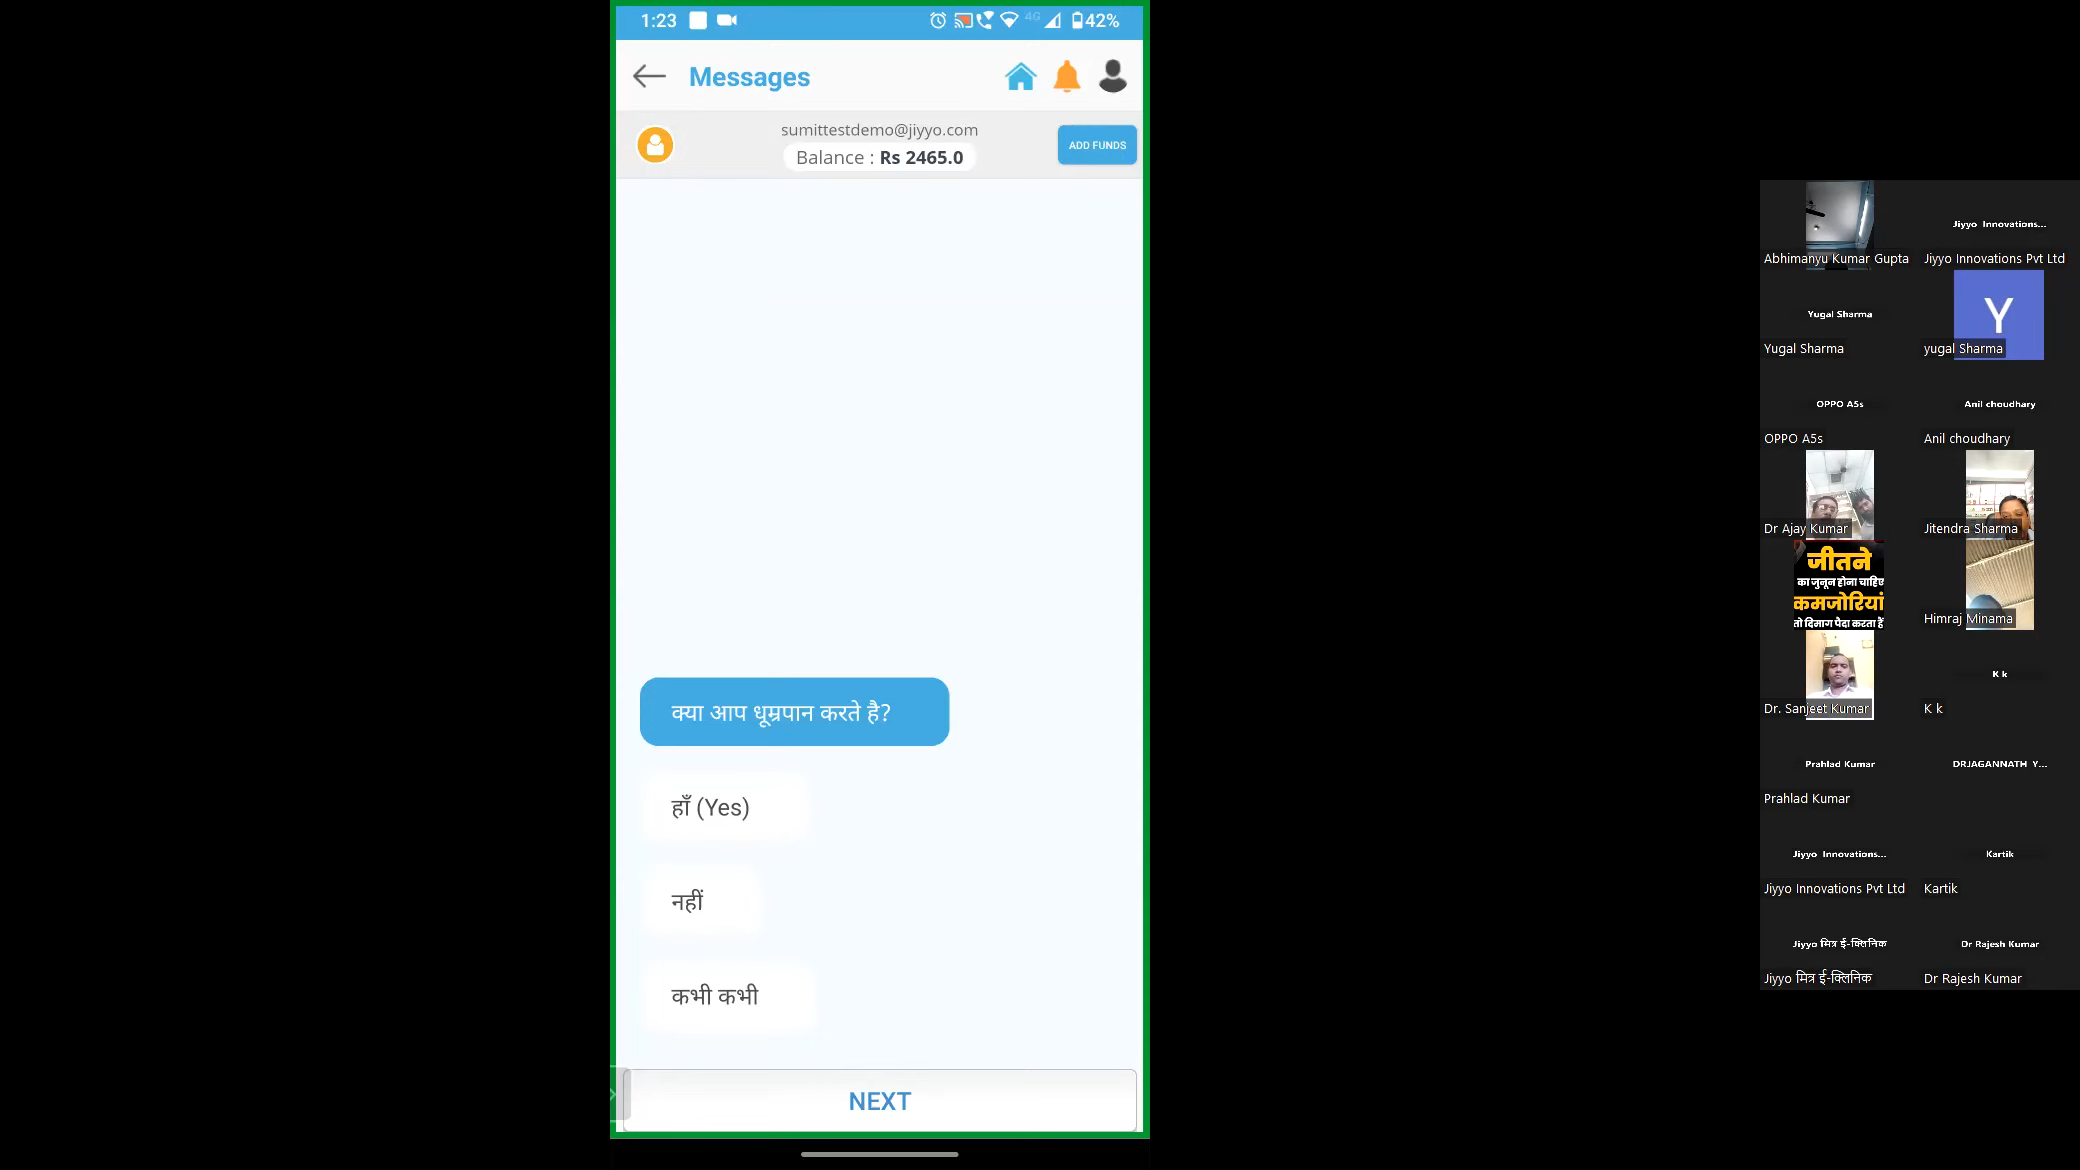 1:23
4G
42%
Messages
sumittestdemo@jiyyo.com
Balance : Rs 2465.0
ADD FUNDS
क्या आप धूम्रपान करते है?
हाँ (Yes)
नहीं
कभी कभी
NEXT
Abhimanyu Kumar Gupta
Jiyyo Innovations...
Jiyyo Innovations Pvt Ltd
Yugal Sharma
Yugal Sharma
Y
yugal Sharma
OPPO A5s
OPPO A5s
Anil choudhary
Anil choudhary
Dr Ajay Kumar
Jitendra Sharma
जीतने
का जुनून होना चाहिए
कमजोरियां
तो दिमाग पैदा करता है
Himraj Minama
Dr. Sanjeet Kumar
K k
K k
Prahlad Kumar
Prahlad Kumar
DRJAGANNATH Y...
Jiyyo Innovations...
Jiyyo Innovations Pvt Ltd
Kartik
Kartik
Jiyyo मित्र ई-क्लिनिक
Jiyyo मित्र ई-क्लिनिक
Dr Rajesh Kumar
Dr Rajesh Kumar